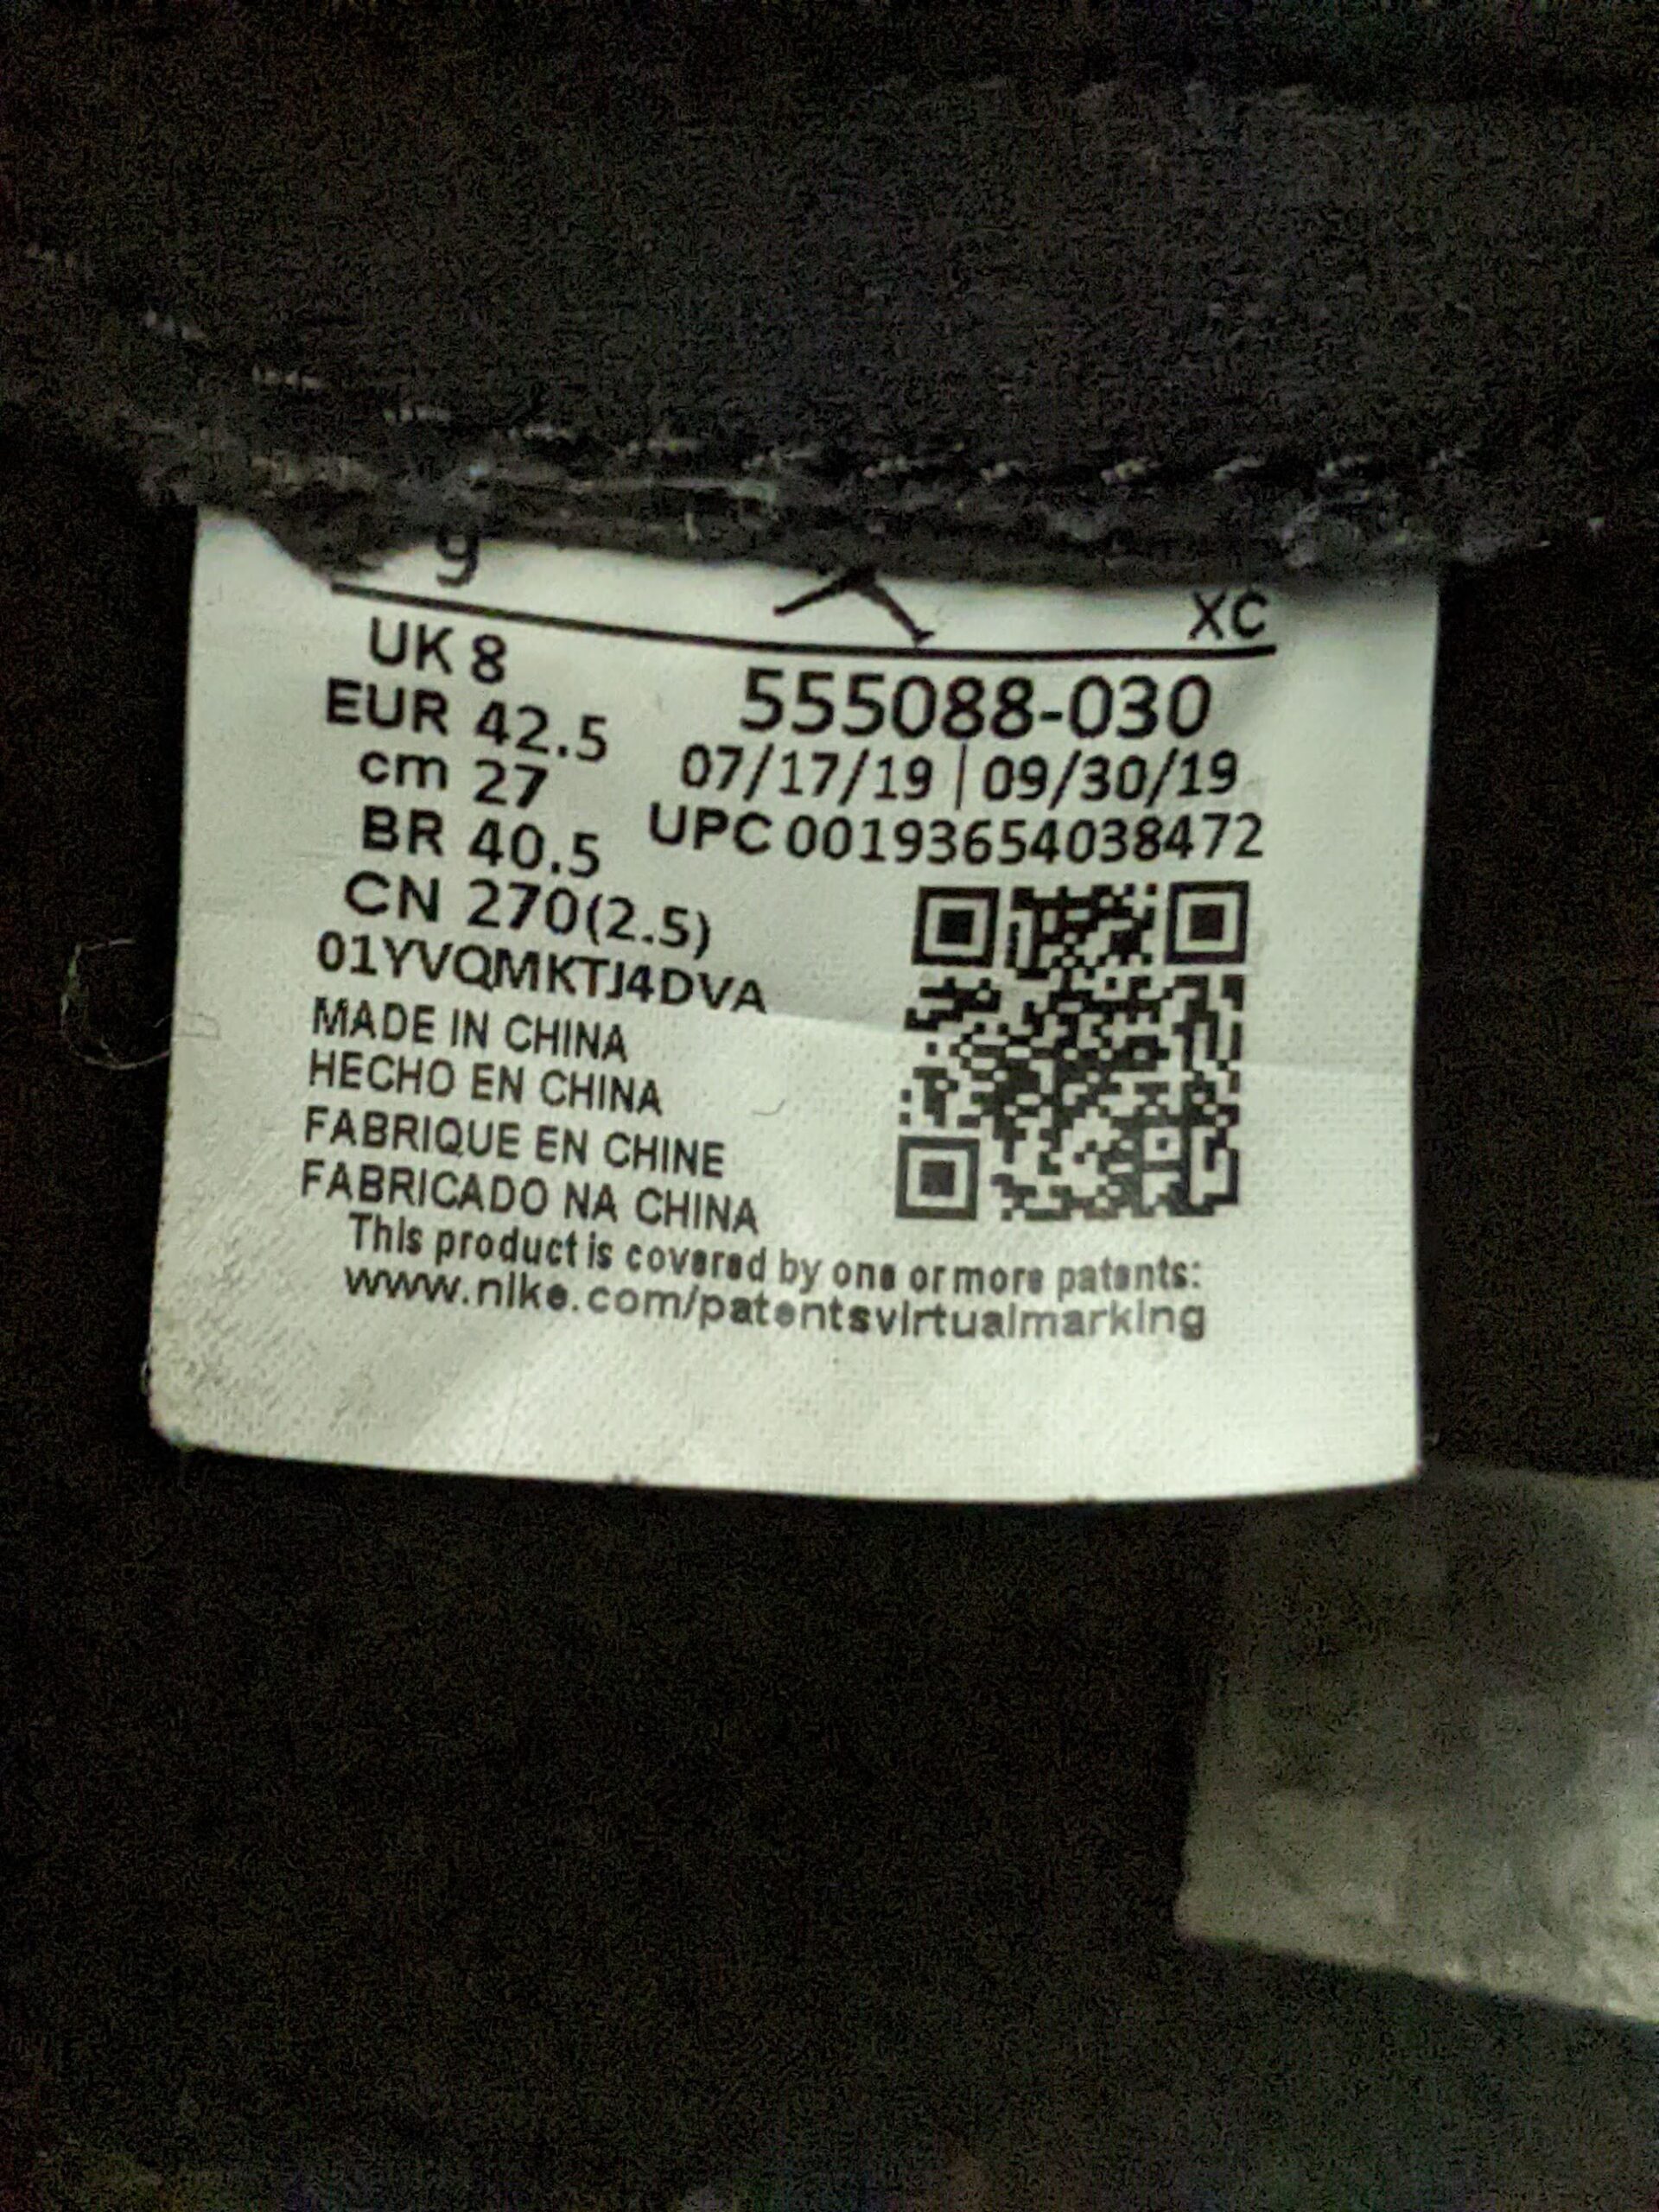 9
XC
UK 8
EUR 42.5
cm 27
BR 40.5
CN 270(2.5)
555088-030
07/17/19 | 09/30/19
UPC 00193654038472
01YVQMKTJ4DVA
MADE IN CHINA
HECHO EN CHINA
FABRIQUE EN CHINE
FABRICADO NA CHINA
This product is covered by one or more patents:
www.nike.com/patentsvirtualmarking